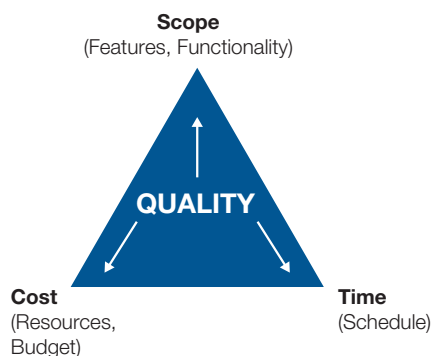 Scope
(Features, Functionality)
QUALITY
Cost
(Resources,
Budget)
Time
(Schedule)